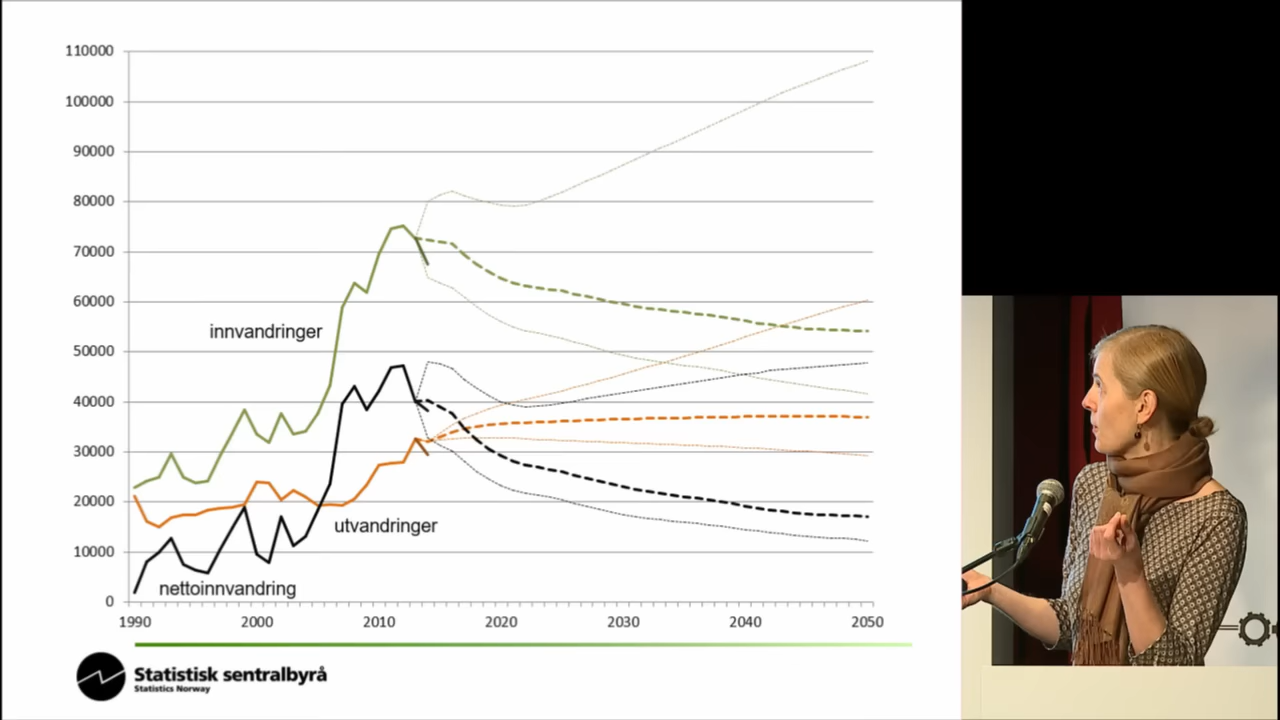 110000
100000
90000
80000
70000
60000
50000
40000
30000
20000
10000
0
innvandringer
utvandringer
nettoinnvandring
1990 2000 2010 2020 2030 2040 2050
Statistisk sentralbyrå
Statistics Norway